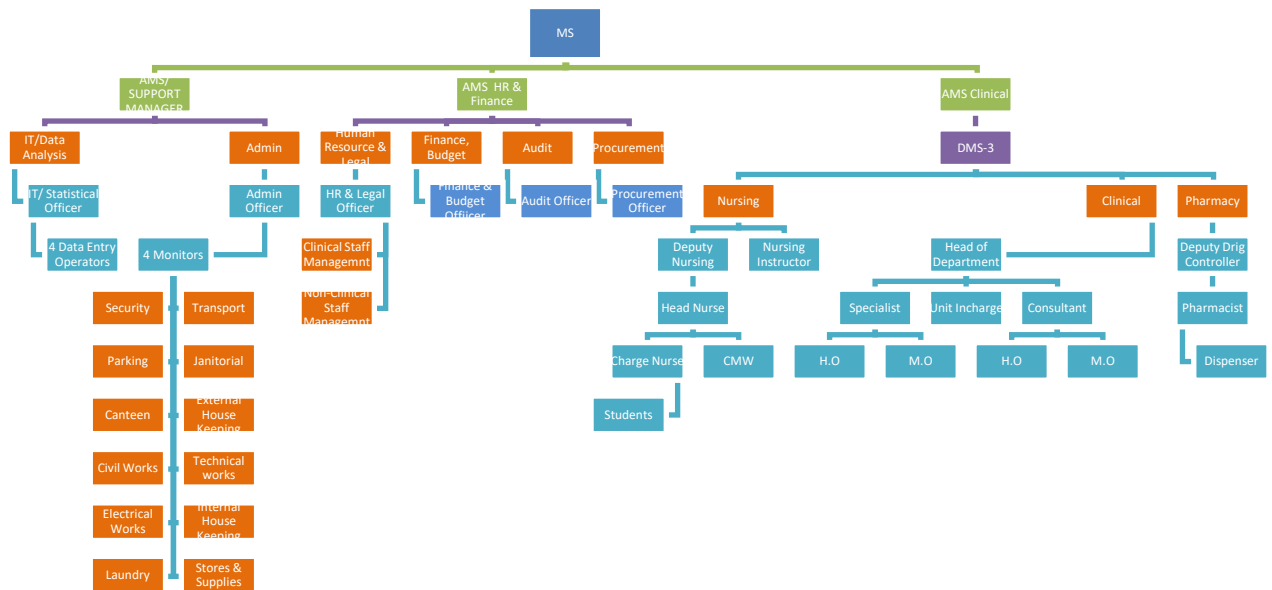 MS
AMS/
SUPPORT
MANAGER
AMS HR &
Finance
AMS Clinical
IT/Data
Analysis
Admin
Human
Resource &
Legal
Finance,
Budget
Audit
Procurement
DMS-3
IT/ Statistical
Officer
Admin
Officer
HR & Legal
Officer
Finance &
Budget
Officer
Audit Officer
Procurement
Officer
Nursing
Clinical
Pharmacy
4 Data Entry
Operators
4 Monitors
Clinical Staff
Managemnt
Deputy
Nursing
Nursing
Instructor
Head of
Department
Deputy Drig
Controller
Security
Transport
Non-Clinical
Staff
Managemnt
Head Nurse
Specialist
Unit Incharge
Consultant
Pharmacist
Parking
Janitorial
Charge Nurse
CMW
H.O
M.O
H.O
M.O
Dispenser
Canteen
External
House
Keeping
Students
Civil Works
Technical
works
Electrical
Works
Internal
House
Keeping
Laundry
Stores &
Supplies